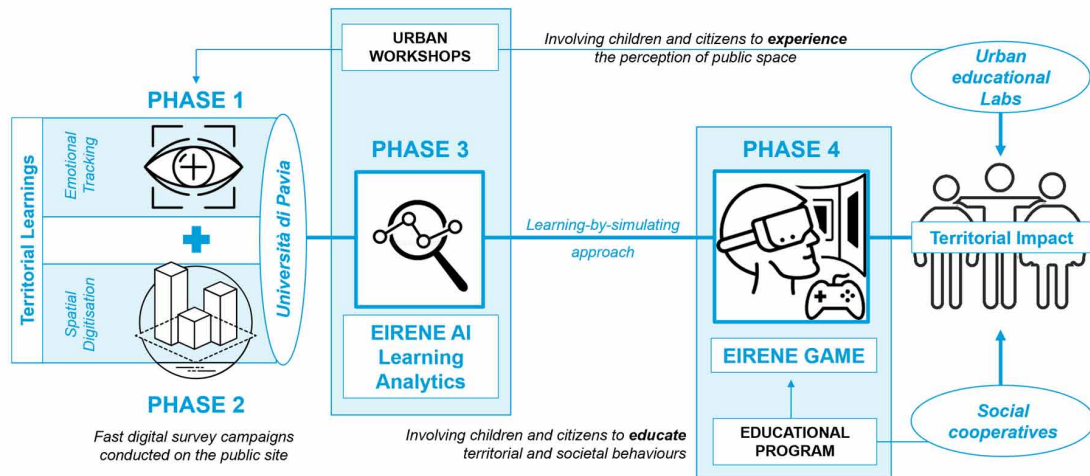 URBAN
WORKSHOPS
Involving children and citizens to experience
the perception of public space
Urban
educational
Labs
PHASE 1
Territorial Learnings
Emotional
Tracking
Università di Pavia
Spatial
Digitisation
PHASE 2
Fast digital survey campaigns
conducted on the public site
PHASE 3
EIRENE AI
Learning
Analytics
Learning-by-simulating
approach
PHASE 4
EIRENE GAME
Involving children and citizens to educate
territorial and societal behaviours
EDUCATIONAL
PROGRAM
Territorial Impact
Social
cooperatives